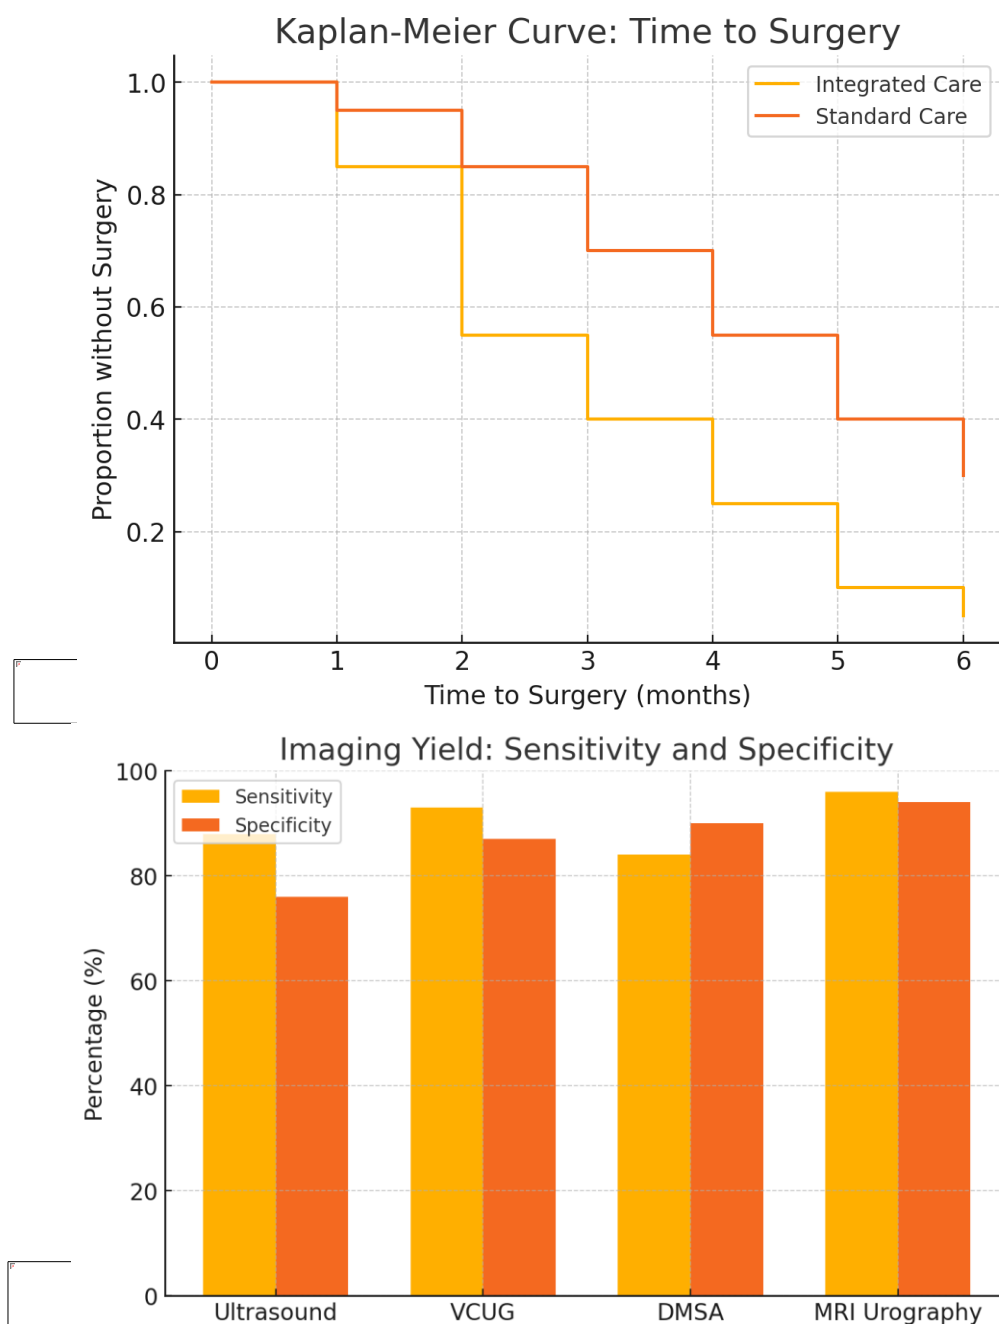 Kaplan-Meier Curve: Time to Surgery
Integrated Care
Standard Care
Proportion without Surgery
1.0
0.8
0.6
0.4
0.2
0 1 2 3 4 5 6
Time to Surgery (months)
Imaging Yield: Sensitivity and Specificity
Sensitivity
Specificity
Percentage (%)
100
80
60
40
20
0
Ultrasound VCUG DMSA MRI Urography